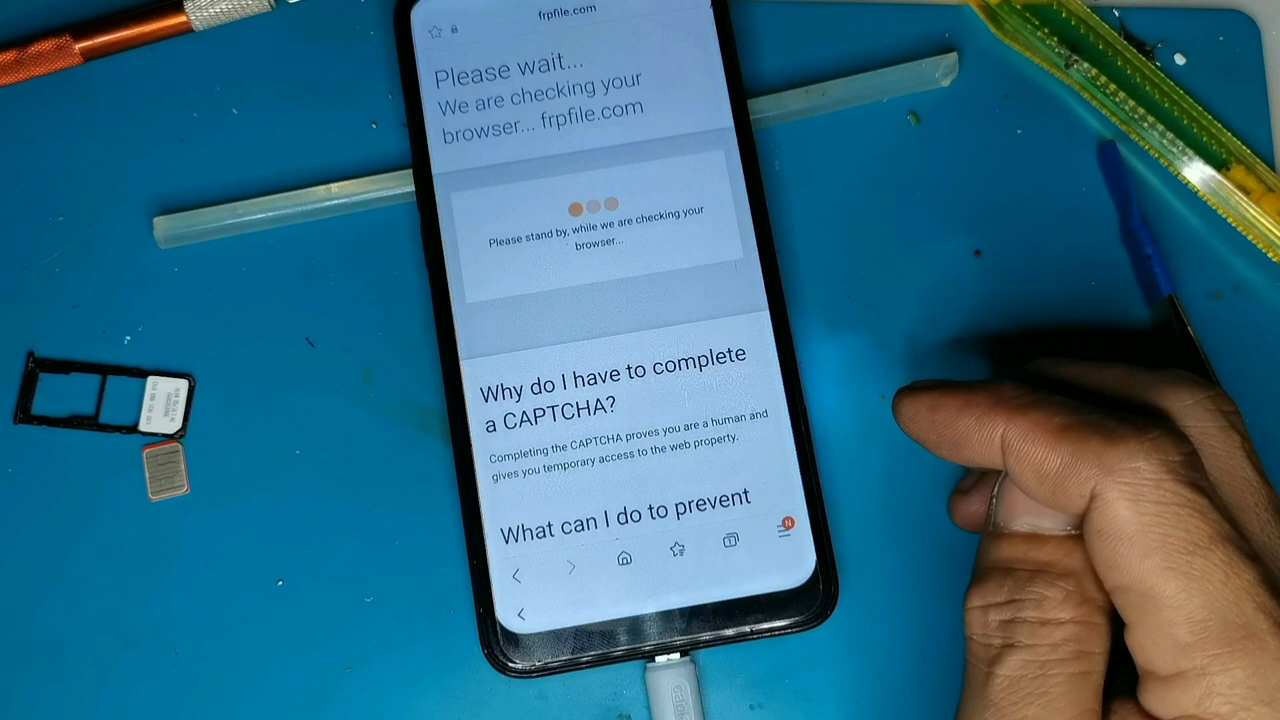 frpfile.com
Please wait...
We are checking your
browser... frpfile.com
Please stand by, while we are checking your
browser...
Why do I have to complete
a CAPTCHA?
Completing the CAPTCHA proves you are a human and
gives you temporary access to the web property.
What can I do to prevent
1
N